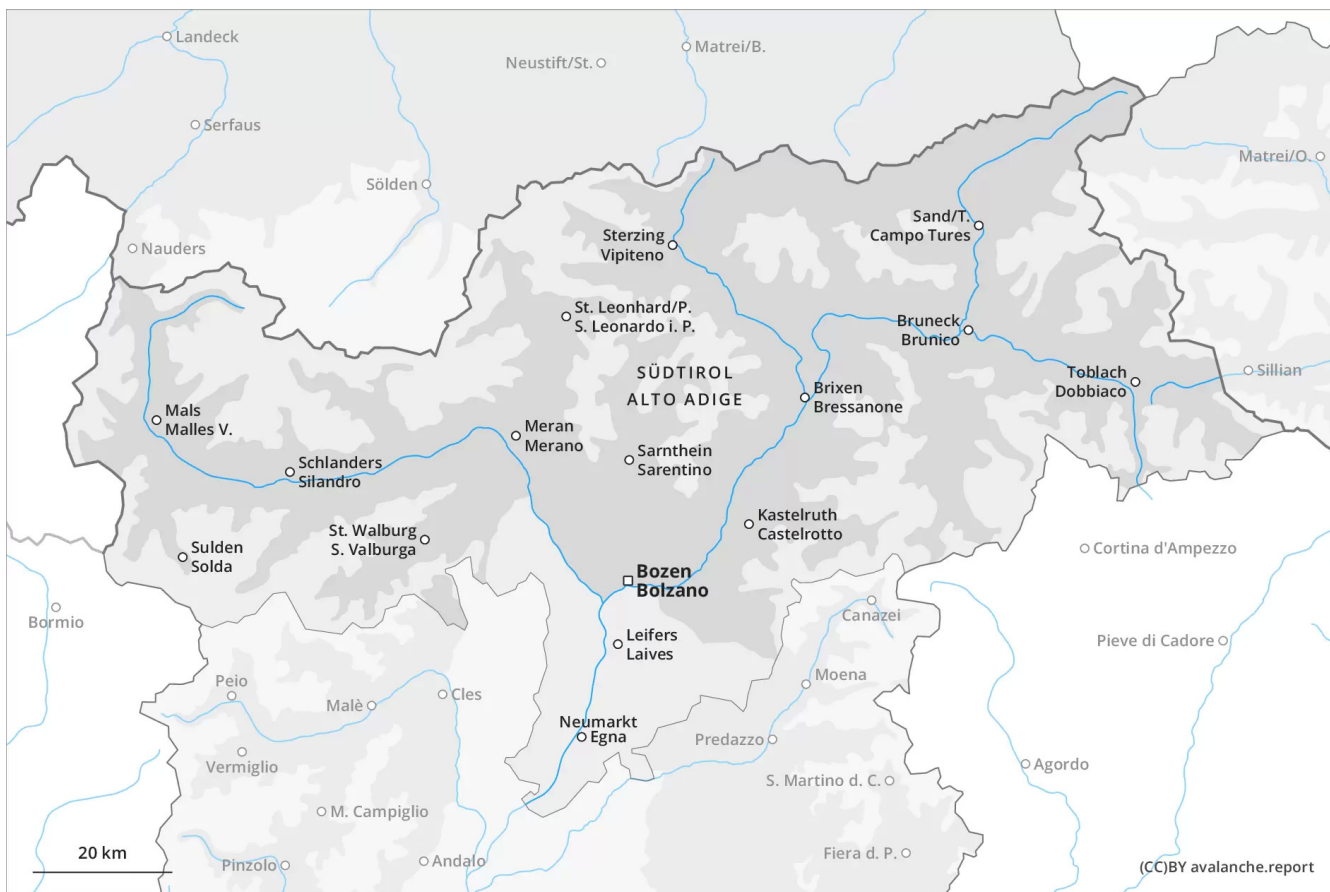 Landeck
Matrei/B.
Neustift/St.
Serfaus
Matrei/O.
Sölden
Nauders
Sand/T.
Campo Tures
Sterzing
Vipiteno
St. Leonhard/P.
S. Leonardo i. P.
Bruneck
Brunico
SÜDTIROL
ALTO ADIGE
Toblach
Dobbiaco
Sillian
Brixen
Bressanone
Mals
Malles V.
Meran
Merano
Sarnthein
Sarentino
Schlanders
Silandro
Kastelruth
Castelrotto
St. Walburg
S. Valburga
Sulden
Solda
Cortina d'Ampezzo
Bozen
Bolzano
Bormio
Canazei
Leifers
Laives
Pieve di Cadore
Peio
Moena
Malè
Cles
Neumarkt
Egna
Predazzo
Vermiglio
Agordo
S. Martino d. C.
M. Campiglio
20 km
Pinzolo
Andalo
Fiera d. P.
(CC)BY avalanche.report